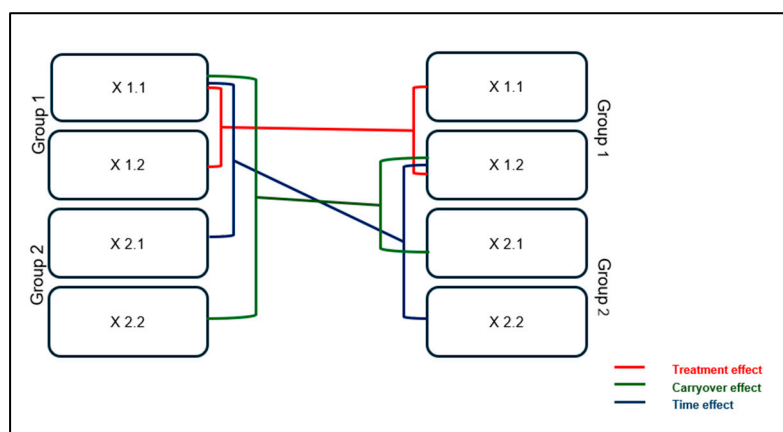 Group 1
X 1.1
X 1.2
Group 2
X 2.1
X 2.2
X 1.1
X 1.2
Group 1
X 2.1
X 2.2
Group 2
Treatment effect
Carryover effect
Time effect